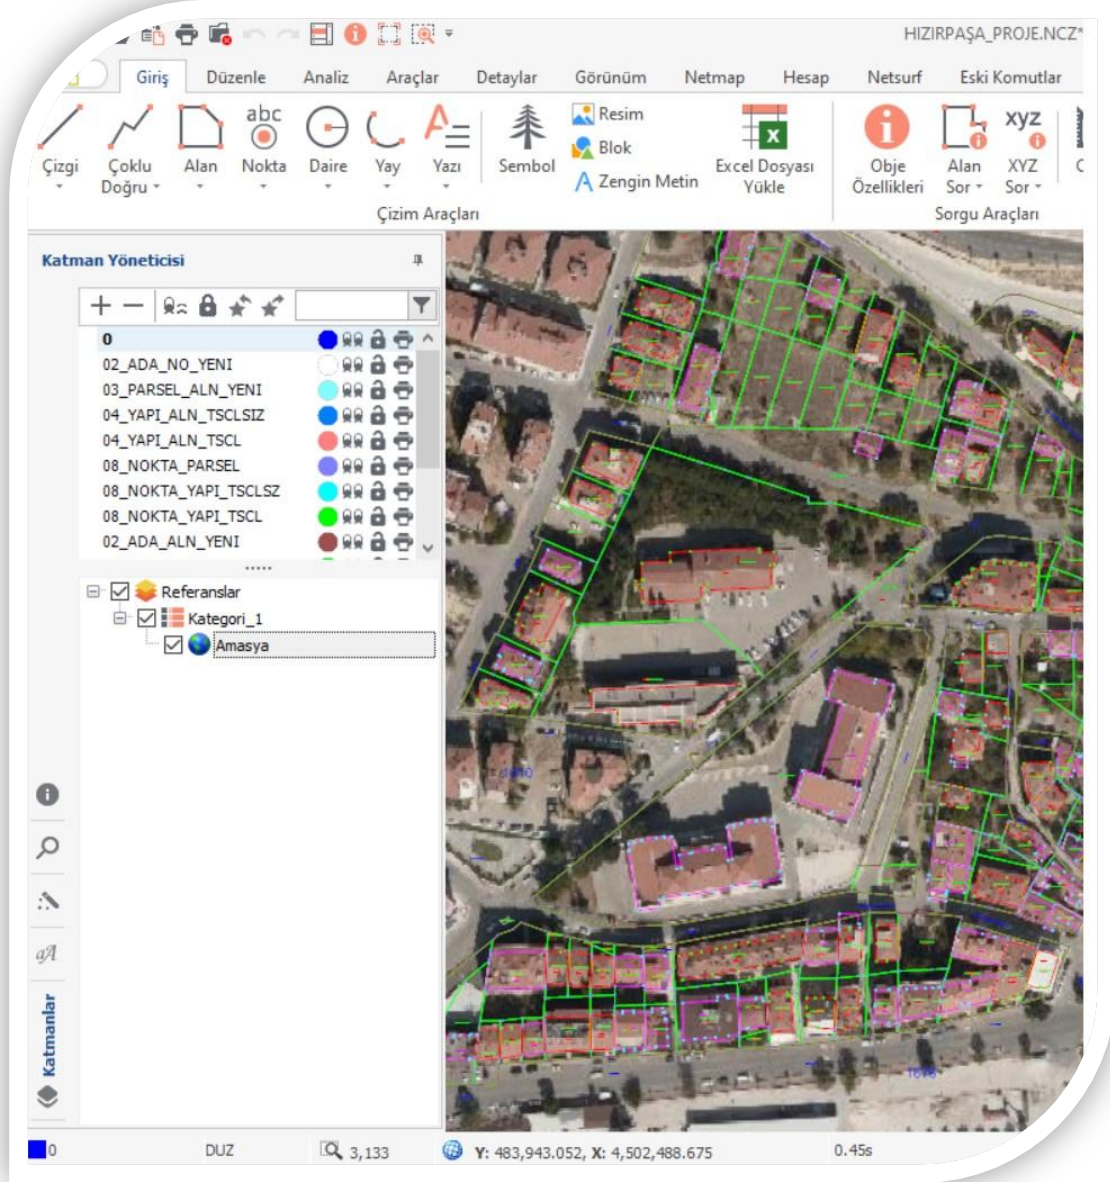 HIZIRPAŞA_PROJE.NCZ*
Giriş Düzenle Analiz Araçlar Detaylar Görünüm Netmap Hesap Netsurf Eski Komutlar
Çizgi
Çoklu
Doğru
Alan
abc
Nokta
Daire
Yay
Yazı
Sembol
Resim
Blok
Zengin Metin
Excel Dosyası
Yükle
Obje
Özellikleri
Alan
Sor
xyz
XYZ
Sor
Çizim Araçları
Sorgu Araçları
Katman Yöneticisi
0
02_ADA_NO_YENI
03_PARSEL_ALN_YENI
04_YAPI_ALN_TSCLSIZ
04_YAPI_ALN_TSCL
08_NOKTA_PARSEL
08_NOKTA_YAPI_TSCLSZ
08_NOKTA_YAPI_TSCL
02_ADA_ALN_YENI
Referanslar
Kategori_1
Amasya
aA
Katmanlar
0 DUZ 3,133 Y: 483,943.052, X: 4,502,488.675 0.45s